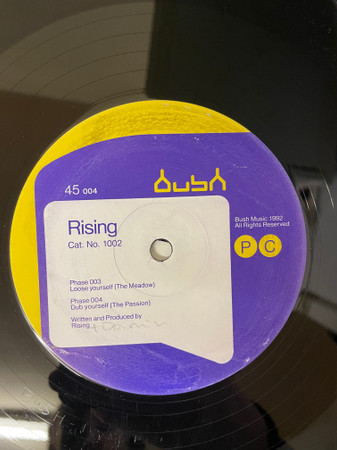 bush
45 004
Rising
Cat. No. 1002
Bush Music 1992
All Rights Reserved
P C
Phase 003
Loose yourself (The Meadow)
Phase 004
Dub yourself (The Passion)
Written and Produced by
Rising